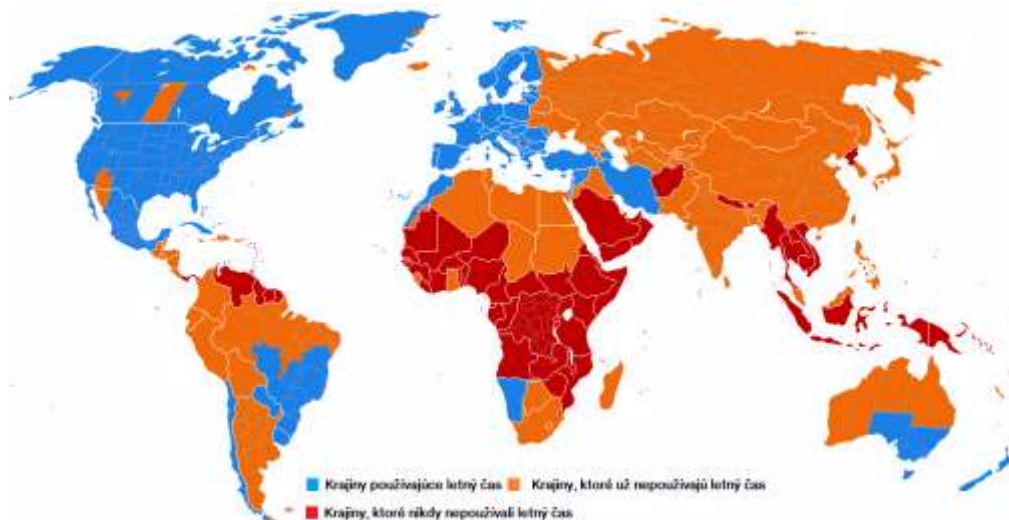 Krajiny používajúce letný čas Krajiny, ktoré už nepoužívajú letný čas
Krajiny, ktoré nikdy nepoužívali letný čas